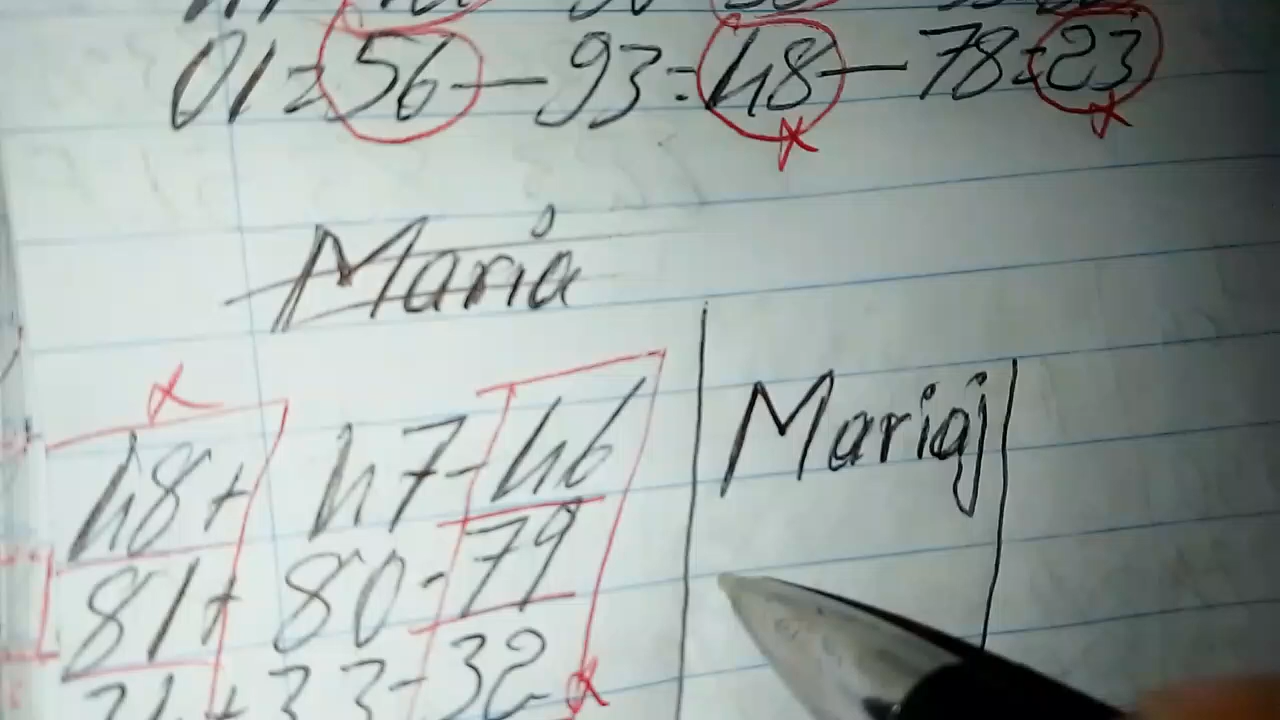 01=56—93=48—78=23
Maria
48+ 47-46
Mariaj
81+ 80-79
33-32